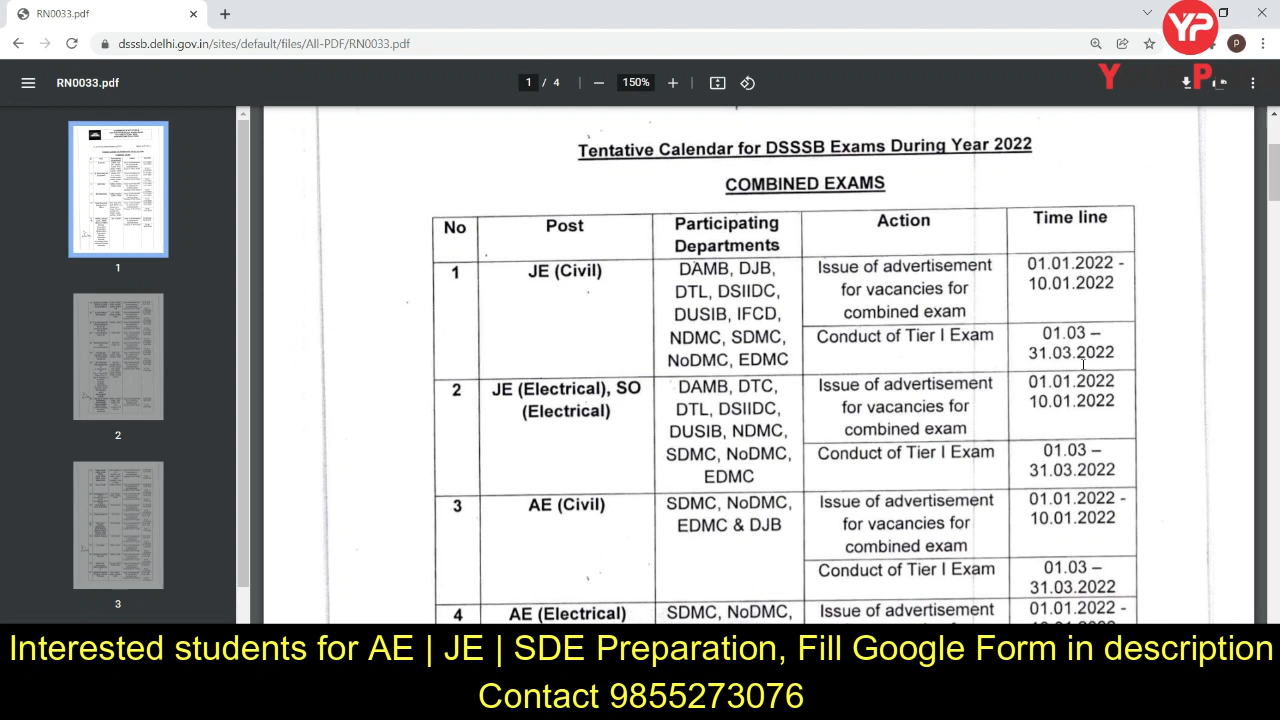 RN0033.pdf
YP
dsssb.delhi.gov.in/sites/default/files/All-PDF/RN0033.pdf
P
Y P
RN0033.pdf
1 / 4
150%
Tentative Calendar for DSSSB Exams During Year 2022
COMBINED EXAMS
No Post Participating Departments Action Time line
1 JE (Civil) DAMB, DJB, Issue of advertisement 01.01.2022 -
DTL, DSIIDC, for vacancies for 10.01.2022
DUSIB, IFCD, combined exam
NDMC, SDMC, Conduct of Tier I Exam 01.03 –
NoDMC, EDMC 31.03.2022
2 JE (Electrical), SO DAMB, DTC, Issue of advertisement 01.01.2022
(Electrical) DTL, DSIIDC, for vacancies for 10.01.2022
DUSIB, NDMC, combined exam
SDMC, NoDMC, Conduct of Tier I Exam 01.03 –
EDMC 31.03.2022
3 AE (Civil) SDMC, NoDMC, Issue of advertisement 01.01.2022 -
EDMC & DJB for vacancies for 10.01.2022
combined exam
Conduct of Tier I Exam 01.03 –
31.03.2022
4 AE (Electrical) SDMC, NoDMC, Issue of advertisement 01.01.2022 -
1
2
3
Interested students for AE | JE | SDE Preparation, Fill Google Form in description
Contact 9855273076